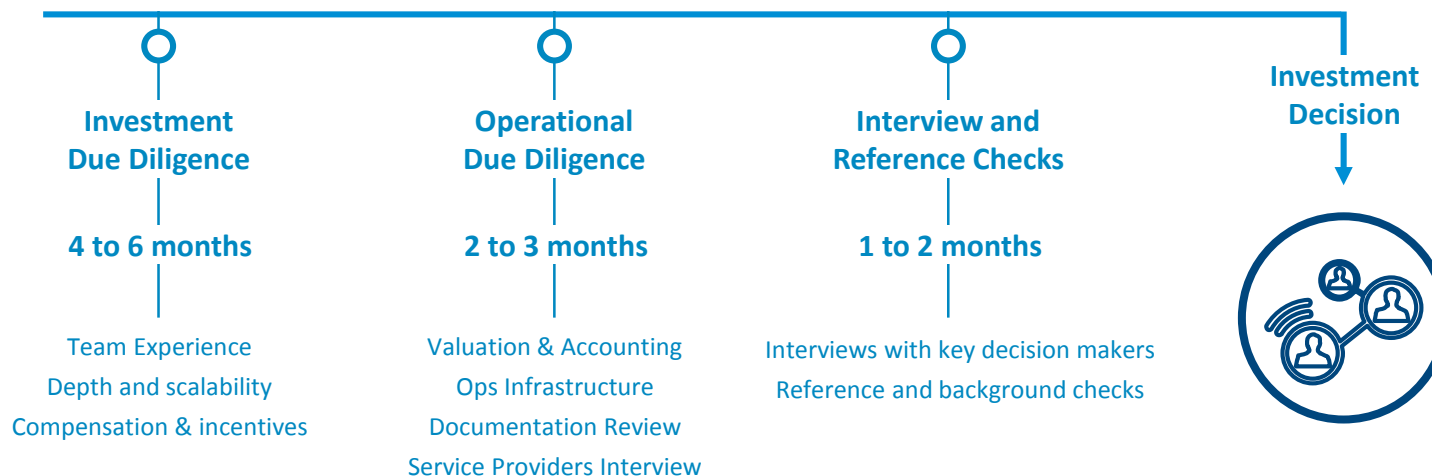 Investment
Due Diligence
4 to 6 months
Team Experience
Depth and scalability
Compensation & incentives
Operational
Due Diligence
2 to 3 months
Valuation & Accounting
Ops Infrastructure
Documentation Review
Service Providers Interview
Interview and
Reference Checks
1 to 2 months
Interviews with key decision makers
Reference and background checks
Investment
Decision